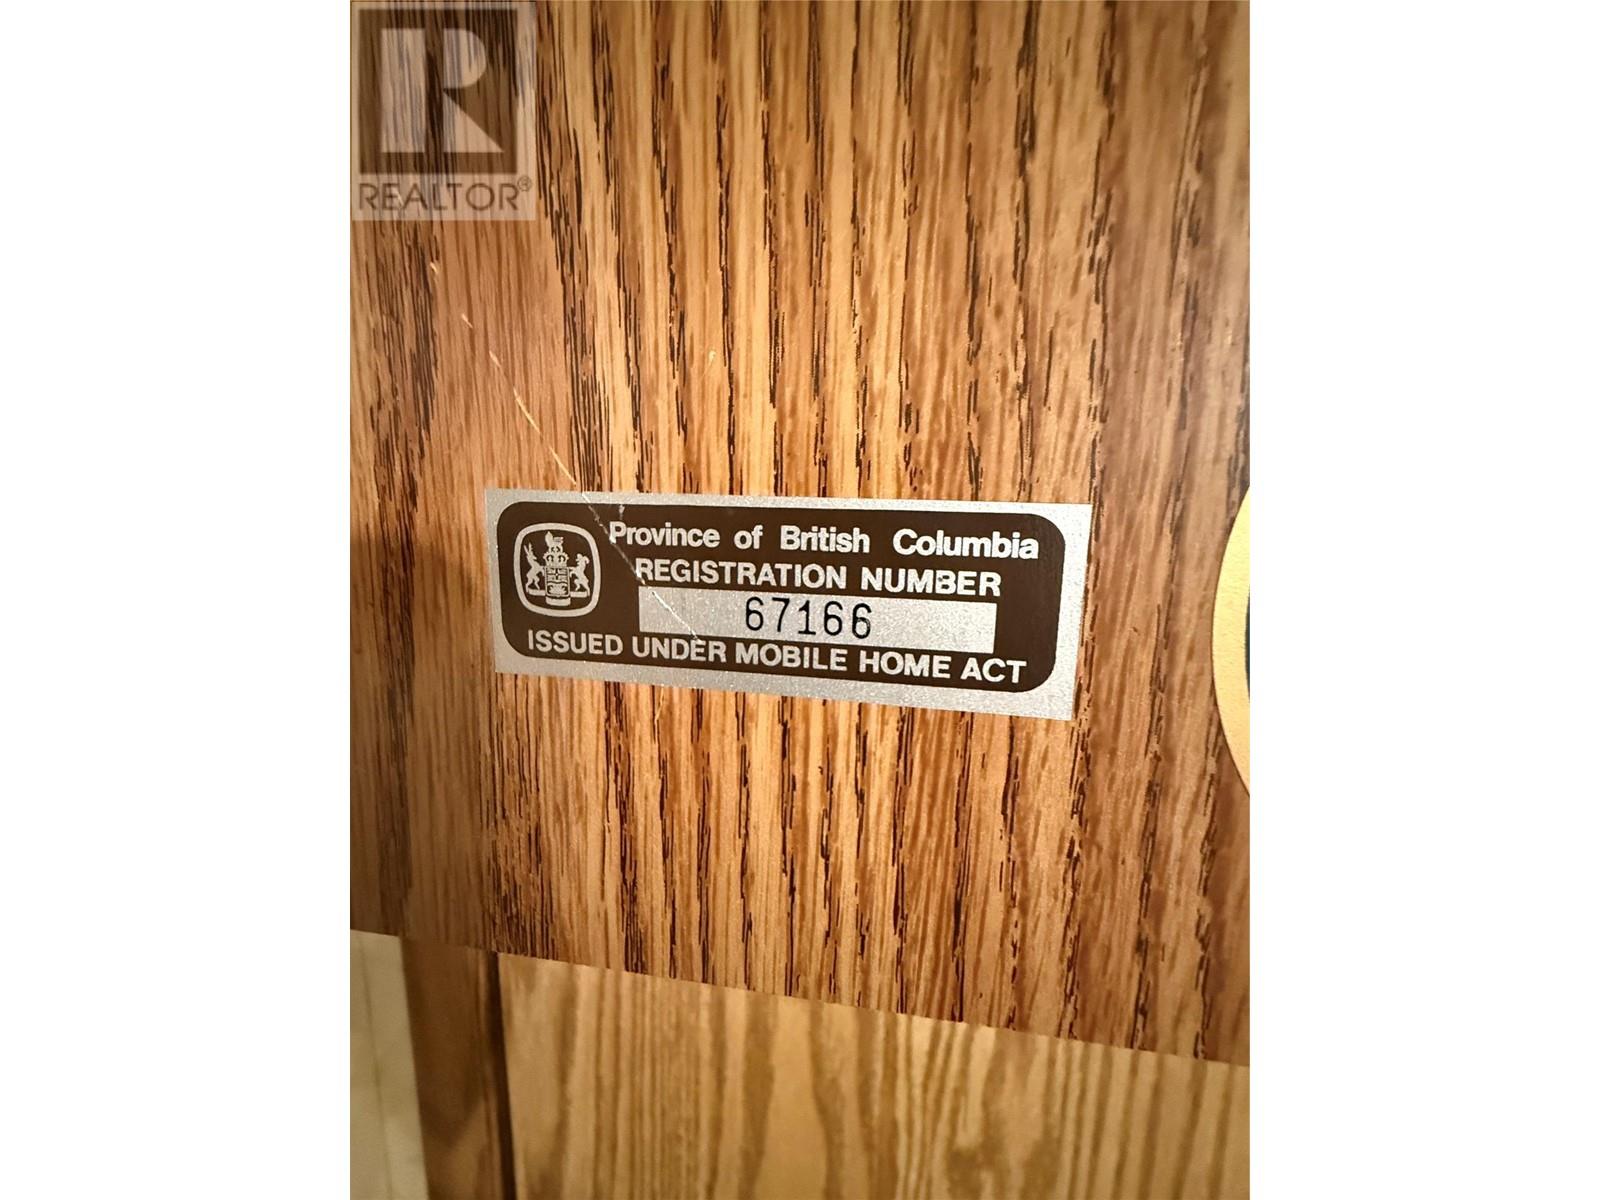 R
REALTOR®
Province of British Columbia
REGISTRATION NUMBER
67166
ISSUED UNDER MOBILE HOME ACT